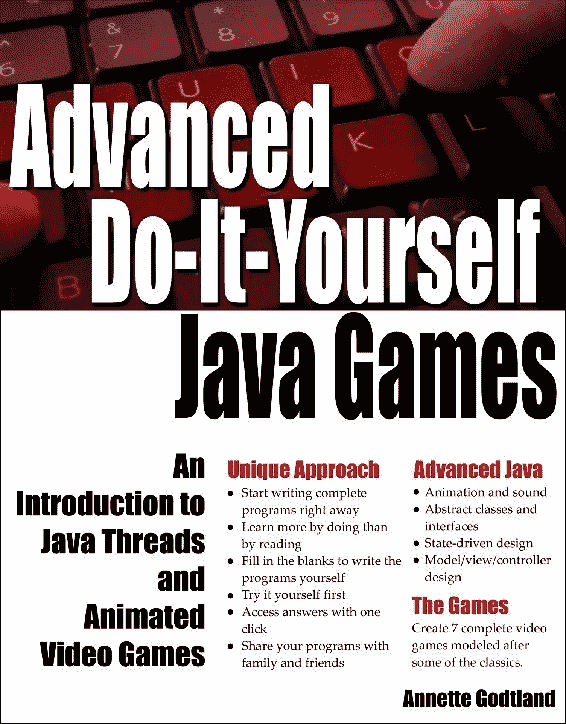 &
7
*
8
(
9
6
U
I
K
L
B
Advanced
Do-It-Yourself
Java Games
An
Introduction to
Java Threads
and
Animated
Video Games
Unique Approach
• Start writing complete
programs right away
• Learn more by doing than
by reading
• Fill in the blanks to write the
programs yourself
• Try it yourself first
• Access answers with one
click
• Share your programs with
family and friends
Advanced Java
• Animation and sound
• Abstract classes and
interfaces
• State-driven design
• Model/view/controller
design
The Games
Create 7 complete video
games modeled after
some of the classics.
Annette Godtland